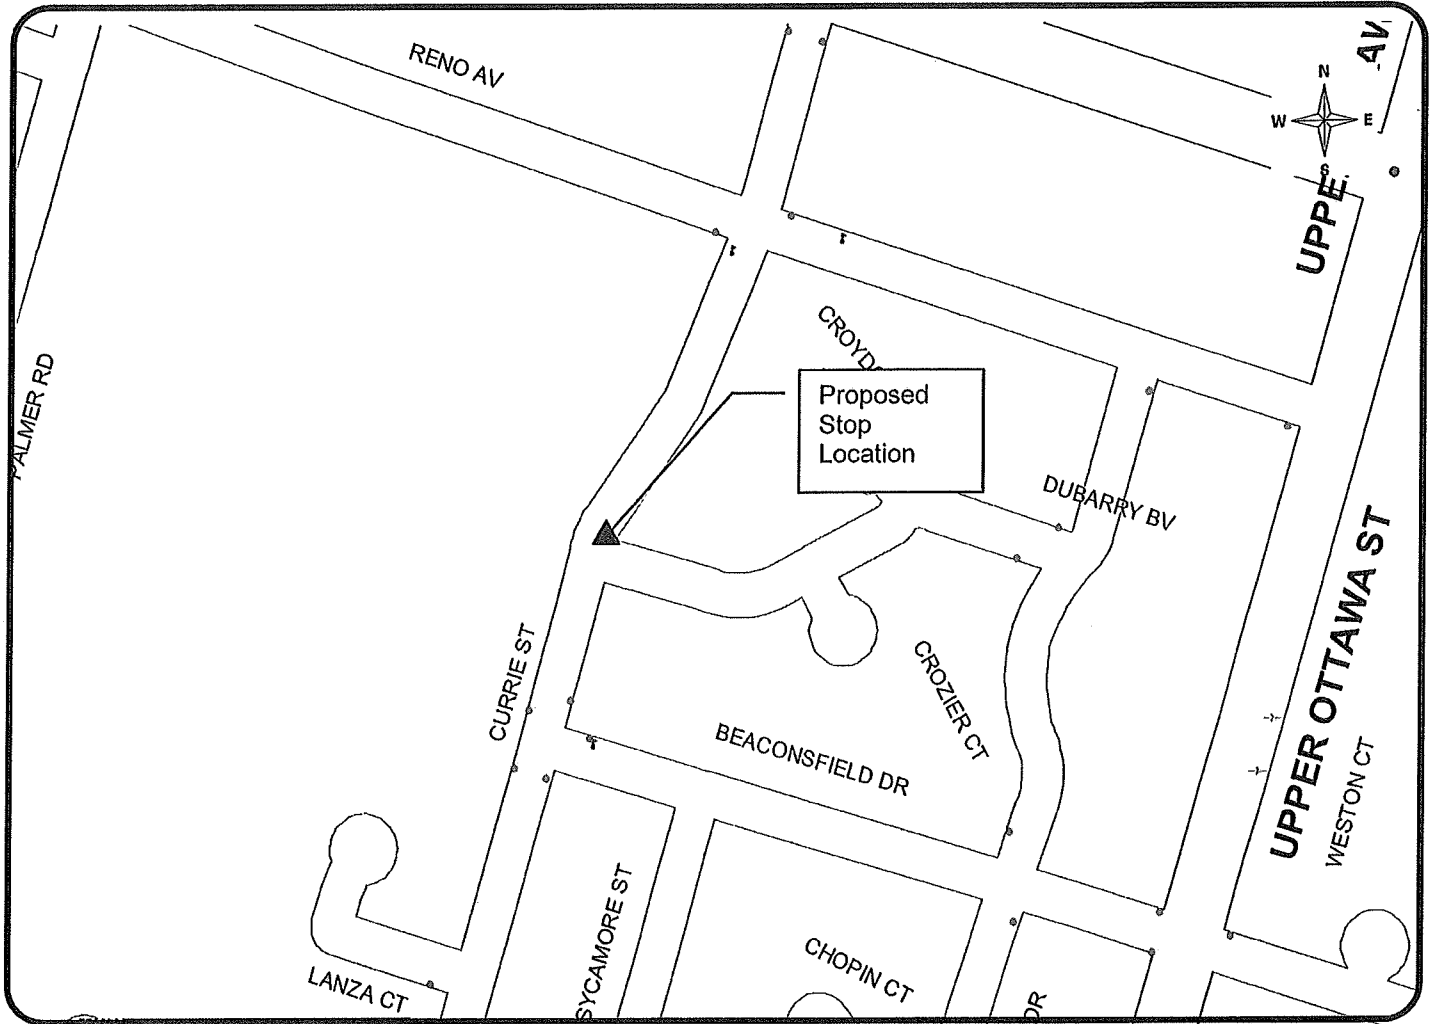 RENO AV
AV
N
W E
S
UPPE
PALMER RD
CROYD
Proposed
Stop
Location
DUBARRY BV
UPPER OTTAWA ST
CURRIE ST
CROZIER CT
BEACONSFIELD DR
WESTON CT
SYCAMORE ST
CHOPIN CT
LANZA CT
DR